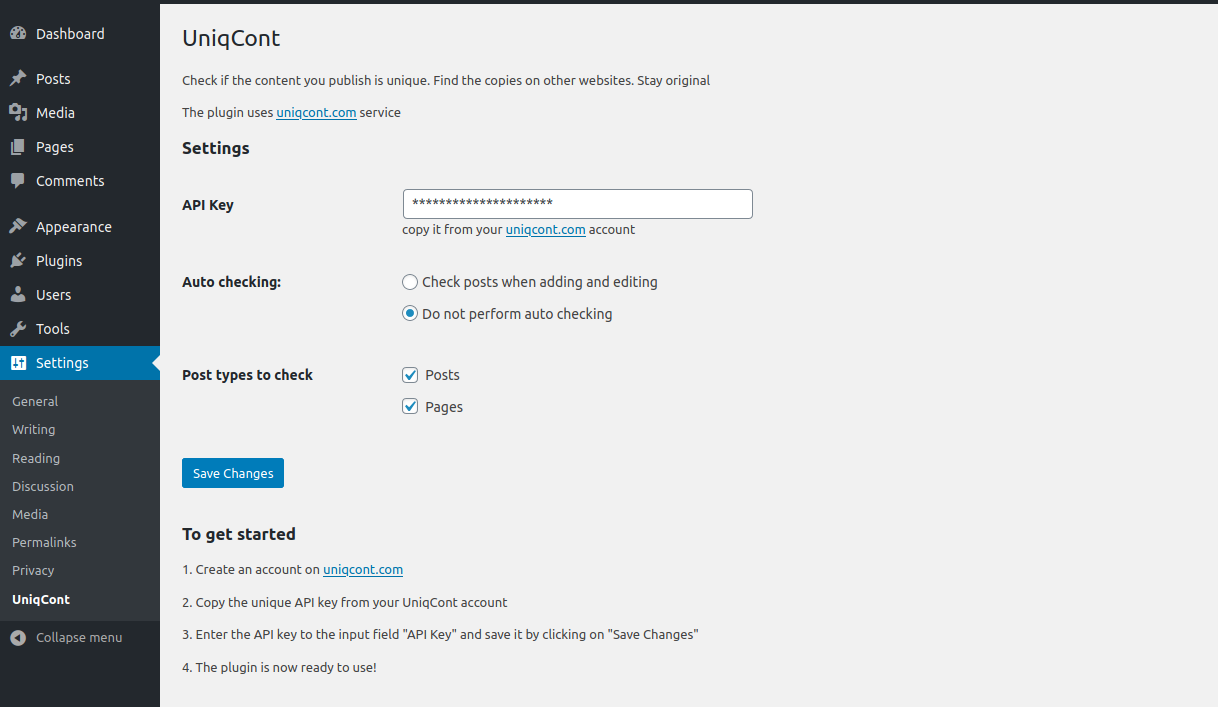 Dashboard
Posts
Media
Pages
Comments
Appearance
Plugins
Users
Tools
Settings
General
Writing
Reading
Discussion
Media
Permalinks
Privacy
UniqCont
Collapse menu
UniqCont
Check if the content you publish is unique. Find the copies on other websites. Stay original
The plugin uses uniqcont.com service
Settings
API Key
*********************
copy it from your uniqcont.com account
Auto checking:
Check posts when adding and editing
Do not perform auto checking
Post types to check
Posts
Pages
Save Changes
To get started
1. Create an account on uniqcont.com
2. Copy the unique API key from your UniqCont account
3. Enter the API key to the input field "API Key" and save it by clicking on "Save Changes"
4. The plugin is now ready to use!